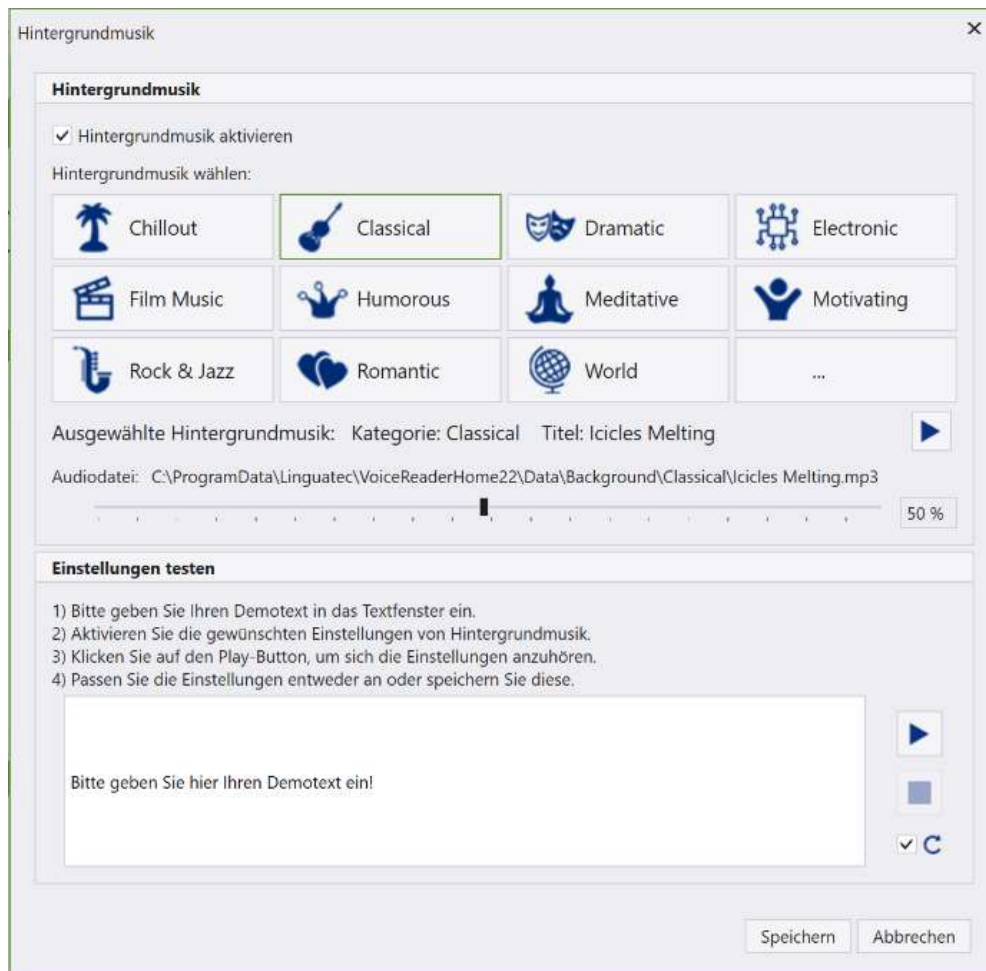 Hintergrundmusik
Hintergrundmusik
Hintergrundmusik aktivieren
Hintergrundmusik wählen:
Chillout
Classical
Dramatic
Electronic
Film Music
Humorous
Meditative
Motivating
Rock & Jazz
Romantic
World
...
Ausgewählte Hintergrundmusik: Kategorie: Classical Titel: Icicles Melting
Audiodatei: C:\ProgramData\Linguatec\VoiceReaderHome22\Data\Background\Classical\Icicles Melting.mp3
50 %
Einstellungen testen
1) Bitte geben Sie Ihren Demotext in das Textfenster ein.
2) Aktivieren Sie die gewünschten Einstellungen von Hintergrundmusik.
3) Klicken Sie auf den Play-Button, um sich die Einstellungen anzuhören.
4) Passen Sie die Einstellungen entweder an oder speichern Sie diese.
Bitte geben Sie hier Ihren Demotext ein!
Speichern
Abbrechen